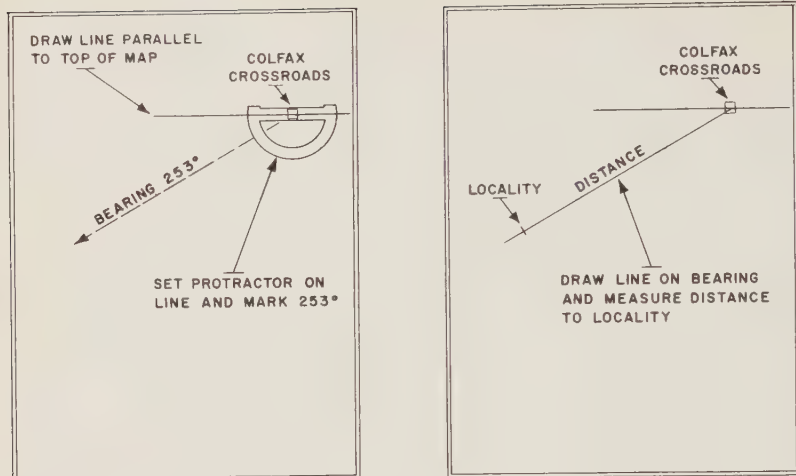 DRAW LINE PARALLEL
TO TOP OF MAP
COLFAX
CROSSROADS
BEARING 253°
SET PROTRACTOR ON
LINE AND MARK 253°
COLFAX
CROSSROADS
DISTANCE
LOCALITY
DRAW LINE ON BEARING
AND MEASURE DISTANCE
TO LOCALITY